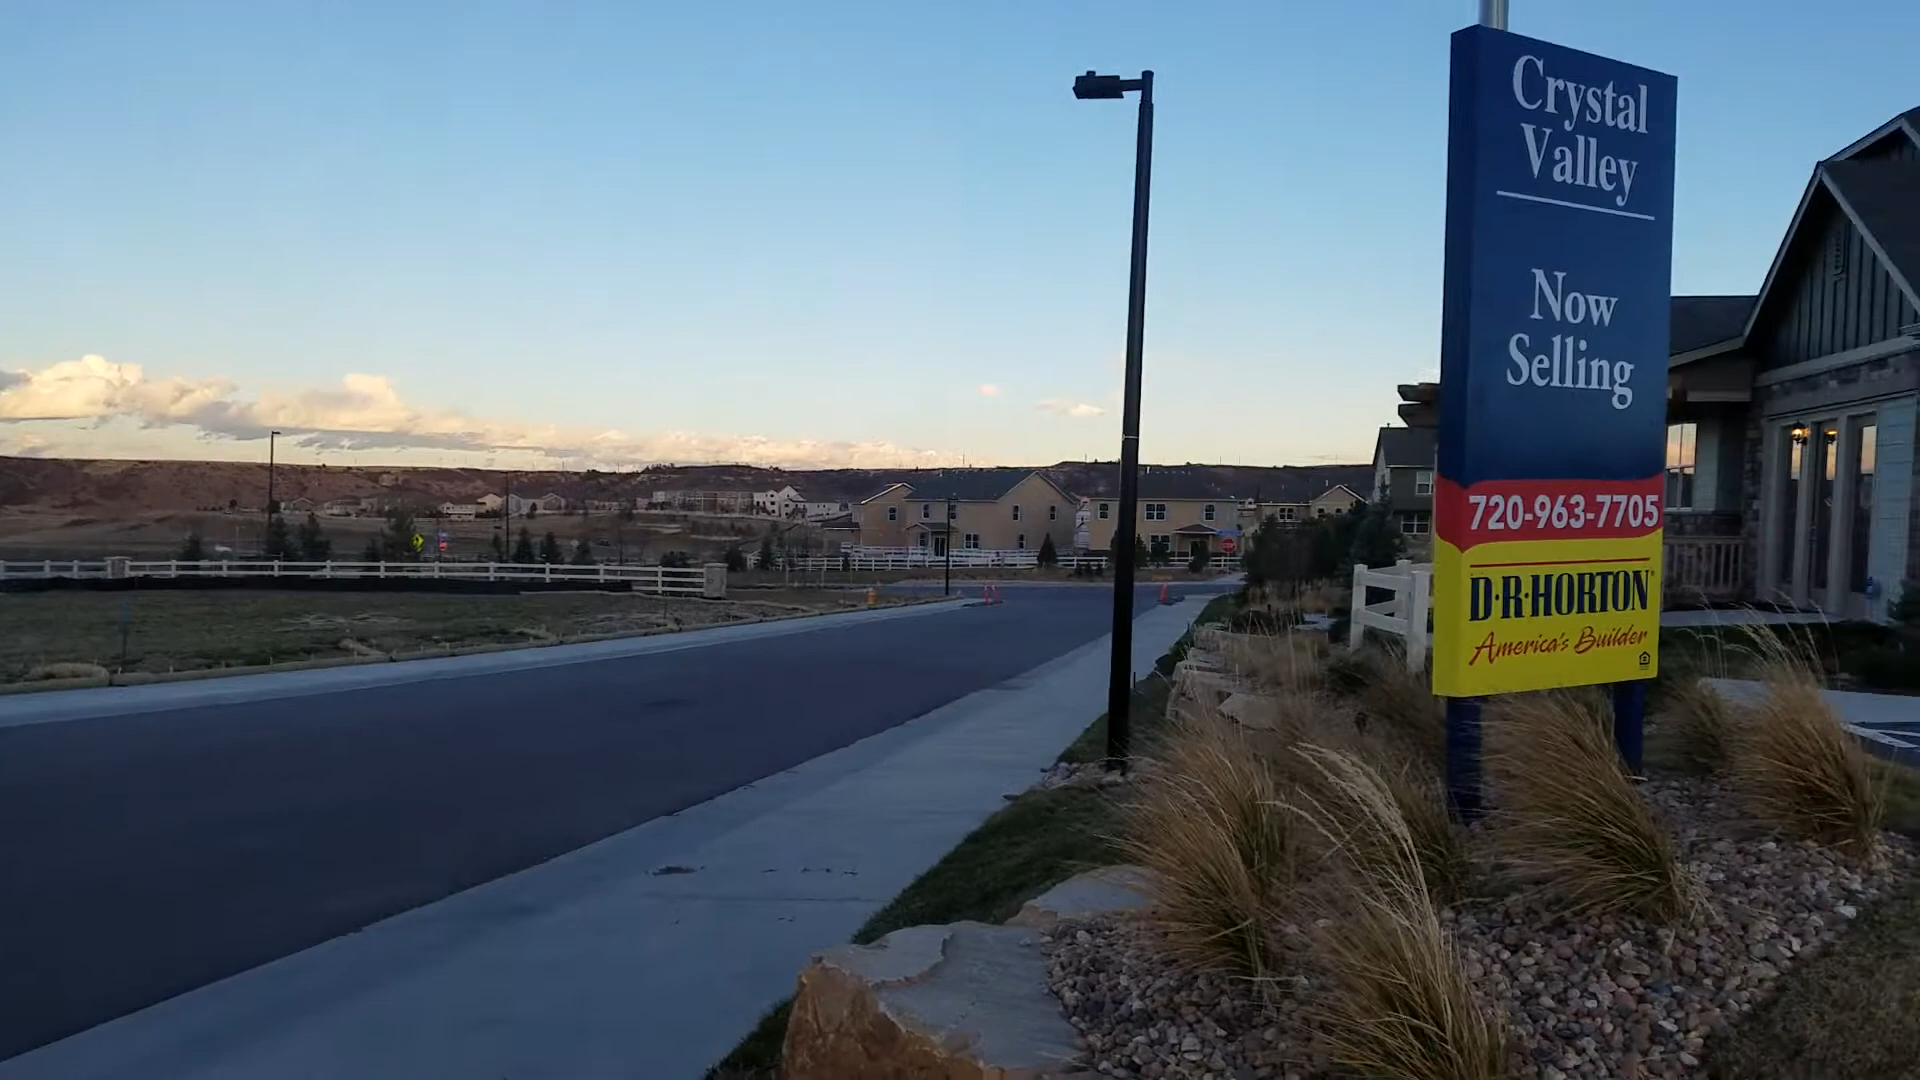 Crystal
Valley
Now
Selling
720-963-7705
D·R·HORTON
America's Builder